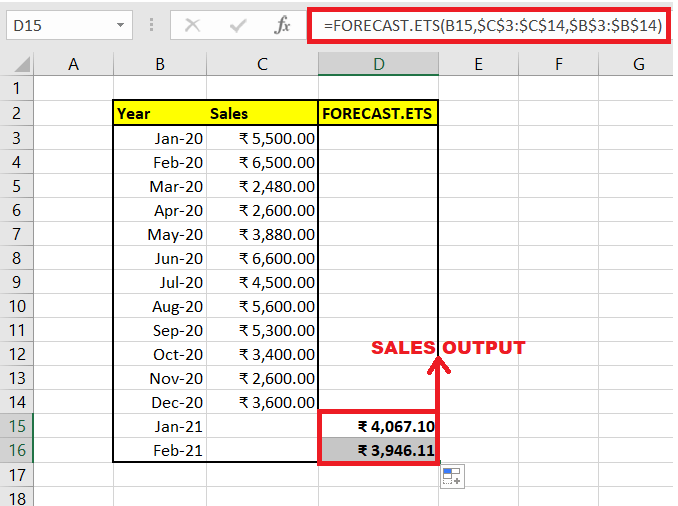 D15 fx =FORECAST.ETS(B15,$C$3:$C$14,$B$3:$B$14)
A B C D E F G
1
2 Year Sales FORECAST.ETS
3 Jan-20 ₹ 5,500.00
4 Feb-20 ₹ 6,500.00
5 Mar-20 ₹ 2,480.00
6 Apr-20 ₹ 2,600.00
7 May-20 ₹ 3,880.00
8 Jun-20 ₹ 6,600.00
9 Jul-20 ₹ 4,500.00
10 Aug-20 ₹ 5,600.00
11 Sep-20 ₹ 5,300.00
12 Oct-20 ₹ 3,400.00 SALES OUTPUT
13 Nov-20 ₹ 2,600.00
14 Dec-20 ₹ 3,600.00
15 Jan-21 ₹ 4,067.10
16 Feb-21 ₹ 3,946.11
17
18